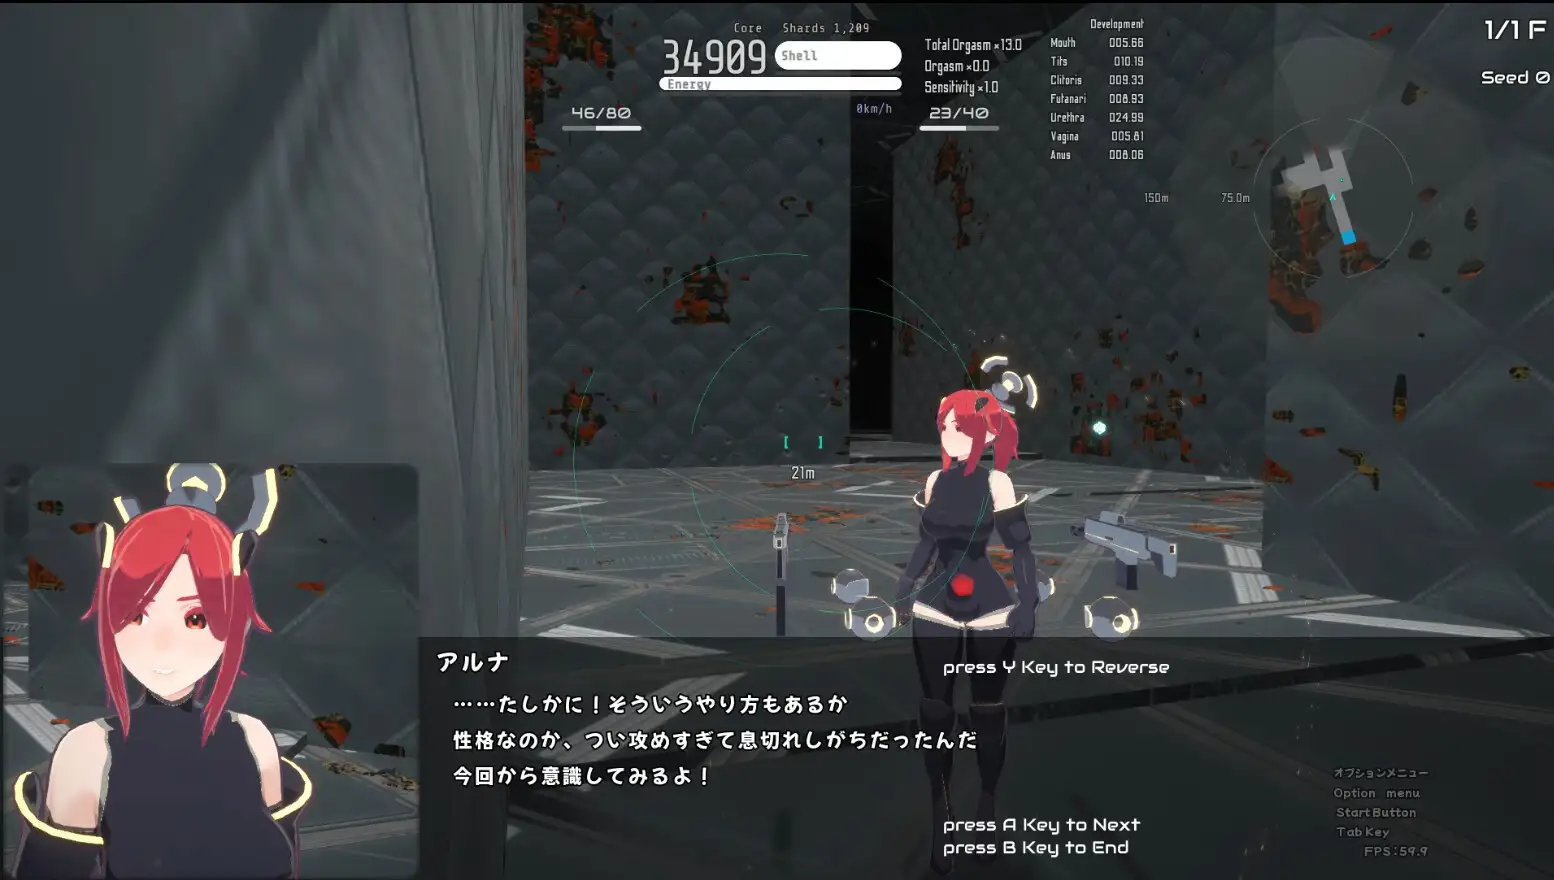 Core Shards 1,209
34909 Shell
Energy
46/80
0km/h
23/40
Total Orgasm ×13.0
Orgasm ×0.0
Sensitivity ×1.0
Development
Mouth 005.66
Tits 010.19
Clitoris 009.33
Futanari 008.93
Urethra 024.99
Vagina 005.81
Anus 008.06
1/1 F
Seed 0
150m 75.0m
21m
アルナ
……たしかに!そういうやり方もあるか
性格なのか、つい攻めすぎて息切れしがちだったんだ
今回から意識してみるよ!
press Y Key to Reverse
press A Key to Next
press B Key to End
オプションメニュー
Option menu
Start Button
Tab Key
FPS:59.9